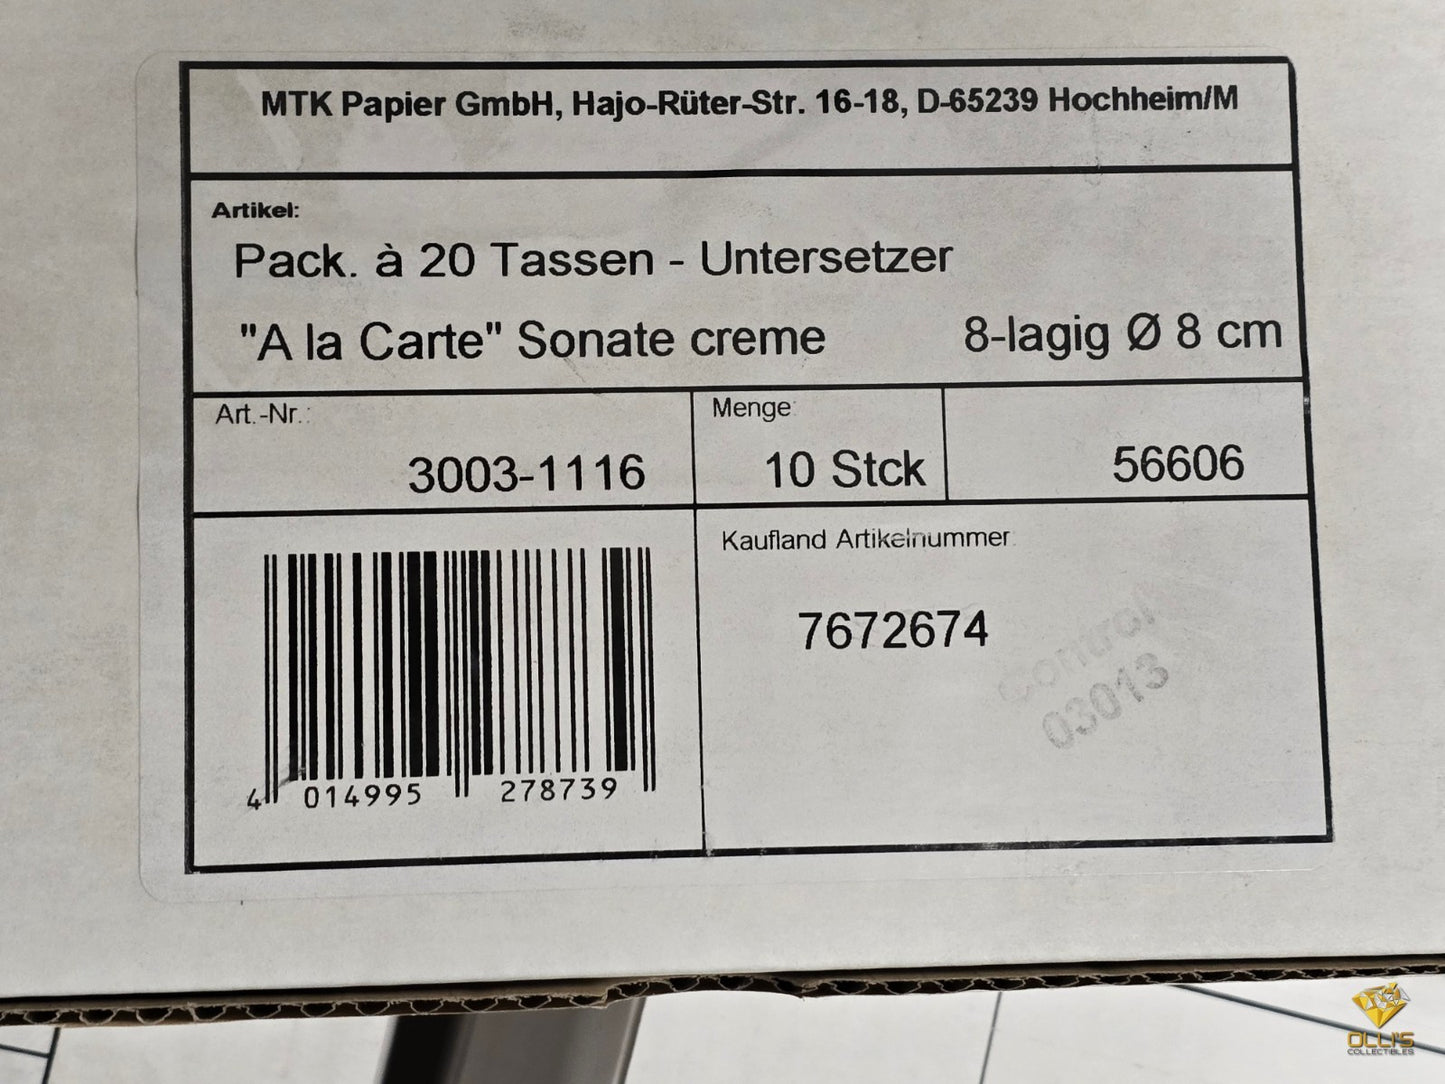 MTK Papier GmbH, Hajo-Rüter-Str. 16-18, D-65239 Hochheim/M
Artikel:
Pack. à 20 Tassen - Untersetzer
"A la Carte" Sonate creme 8-lagig Ø 8 cm
Art.-Nr.: Menge:
3003-1116 10 Stck 56606
Kaufland Artikelnummer:
7672674
Control
03013
4 014995 278739
OLLI'S
COLLECTIBLES